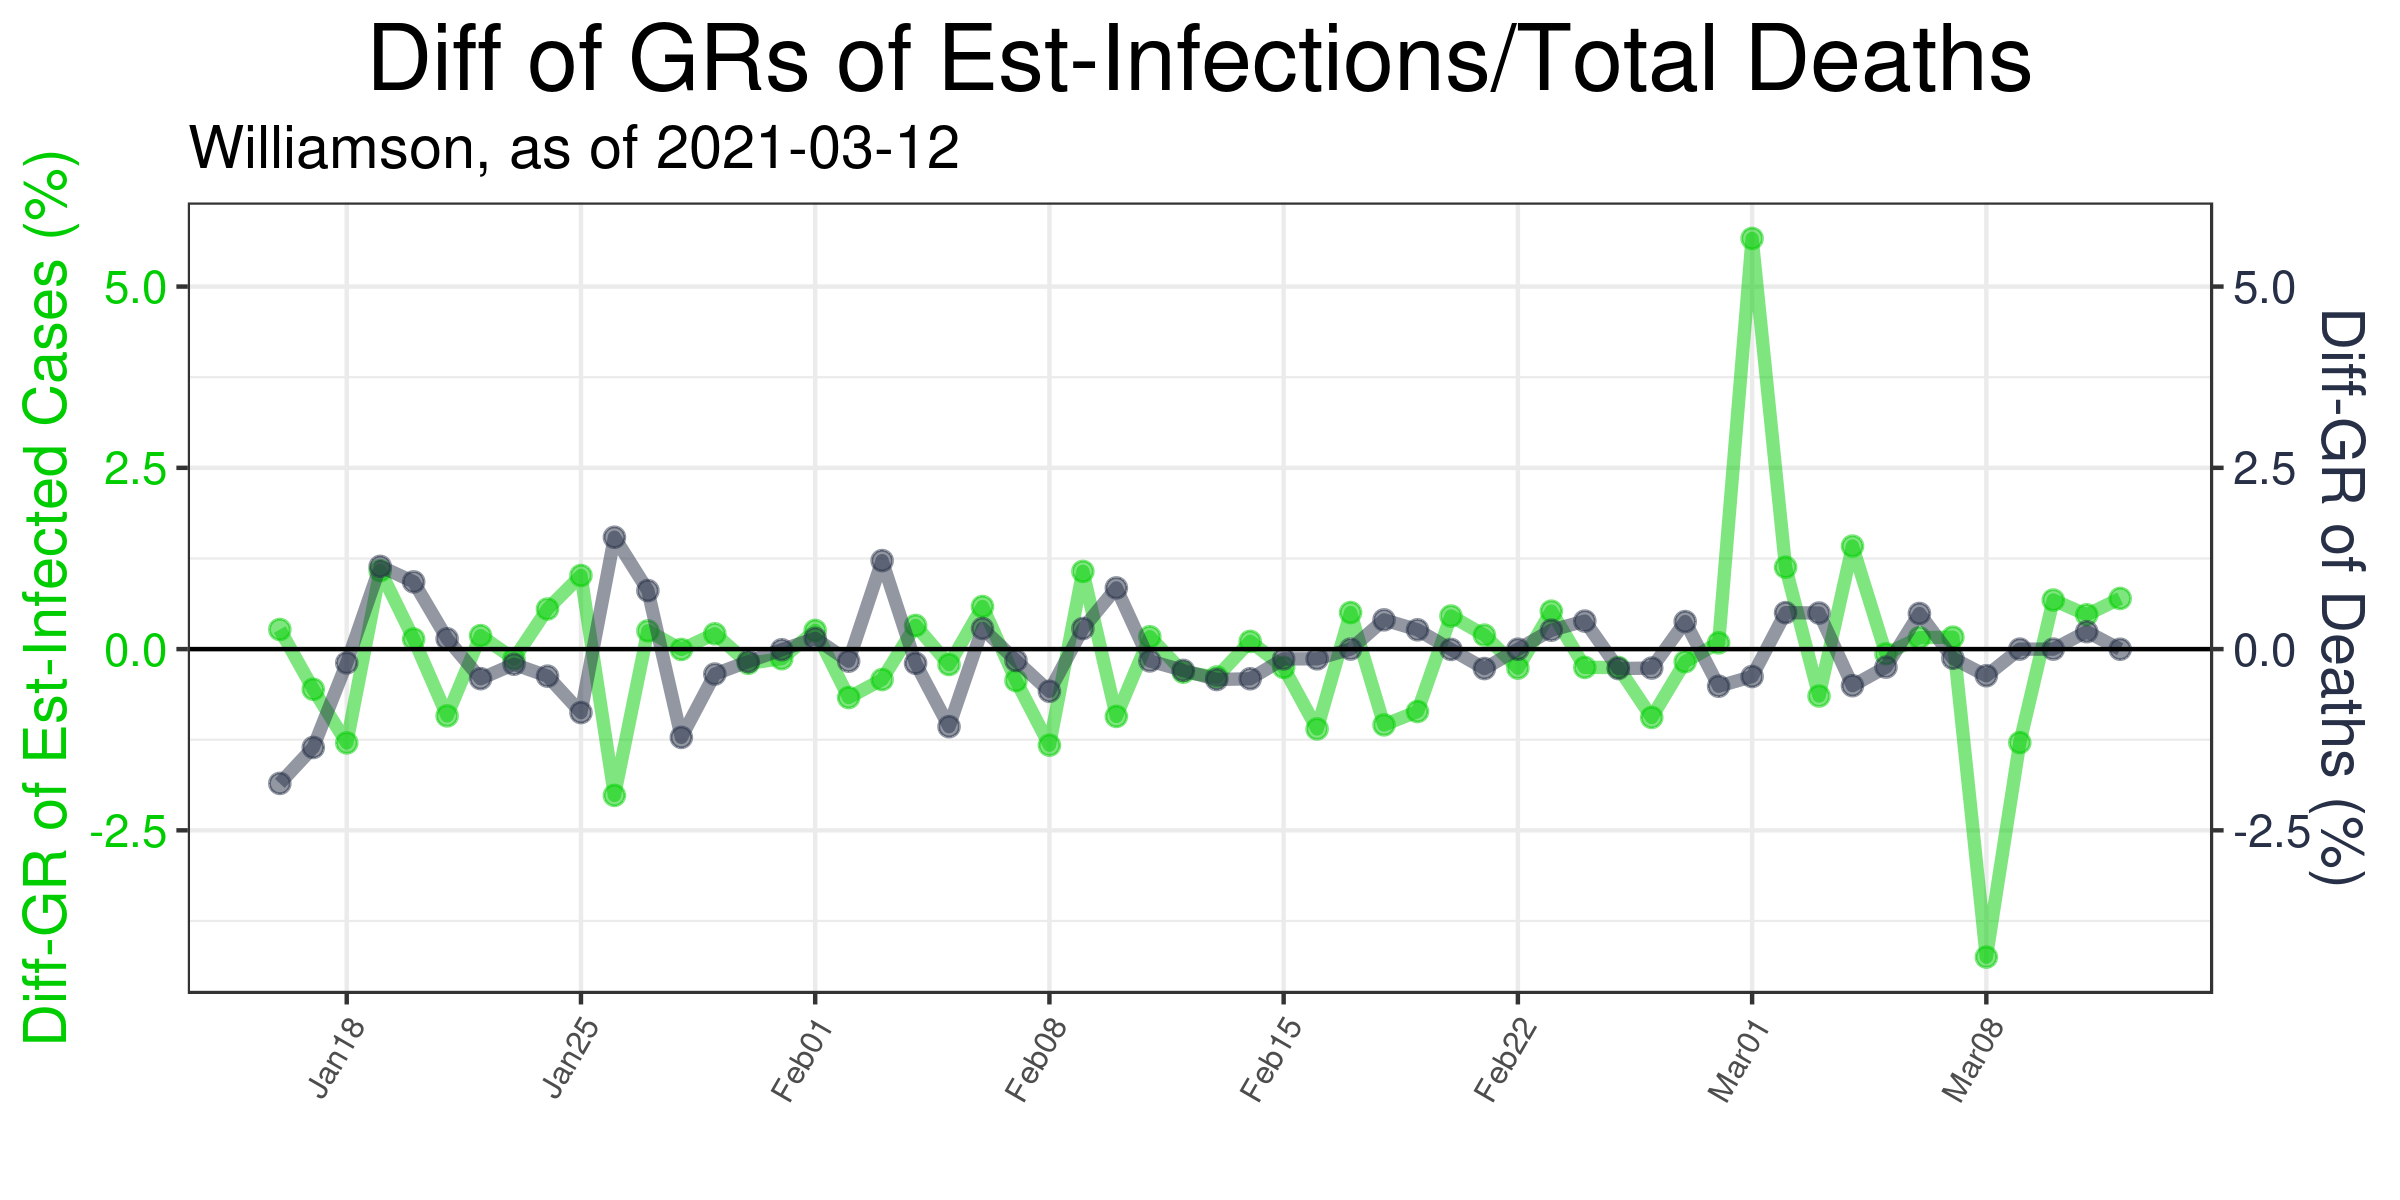 Diff of GRs of Est-Infections/Total Deaths
Williamson, as of 2021-03-12
Diff-GR of Est-Infected Cases (%)
5.0
2.5
0.0
-2.5
5.0
2.5
0.0
-2.5
Diff-GR of Deaths (%)
Jan18
Jan25
Feb01
Feb08
Feb15
Feb22
Mar01
Mar08